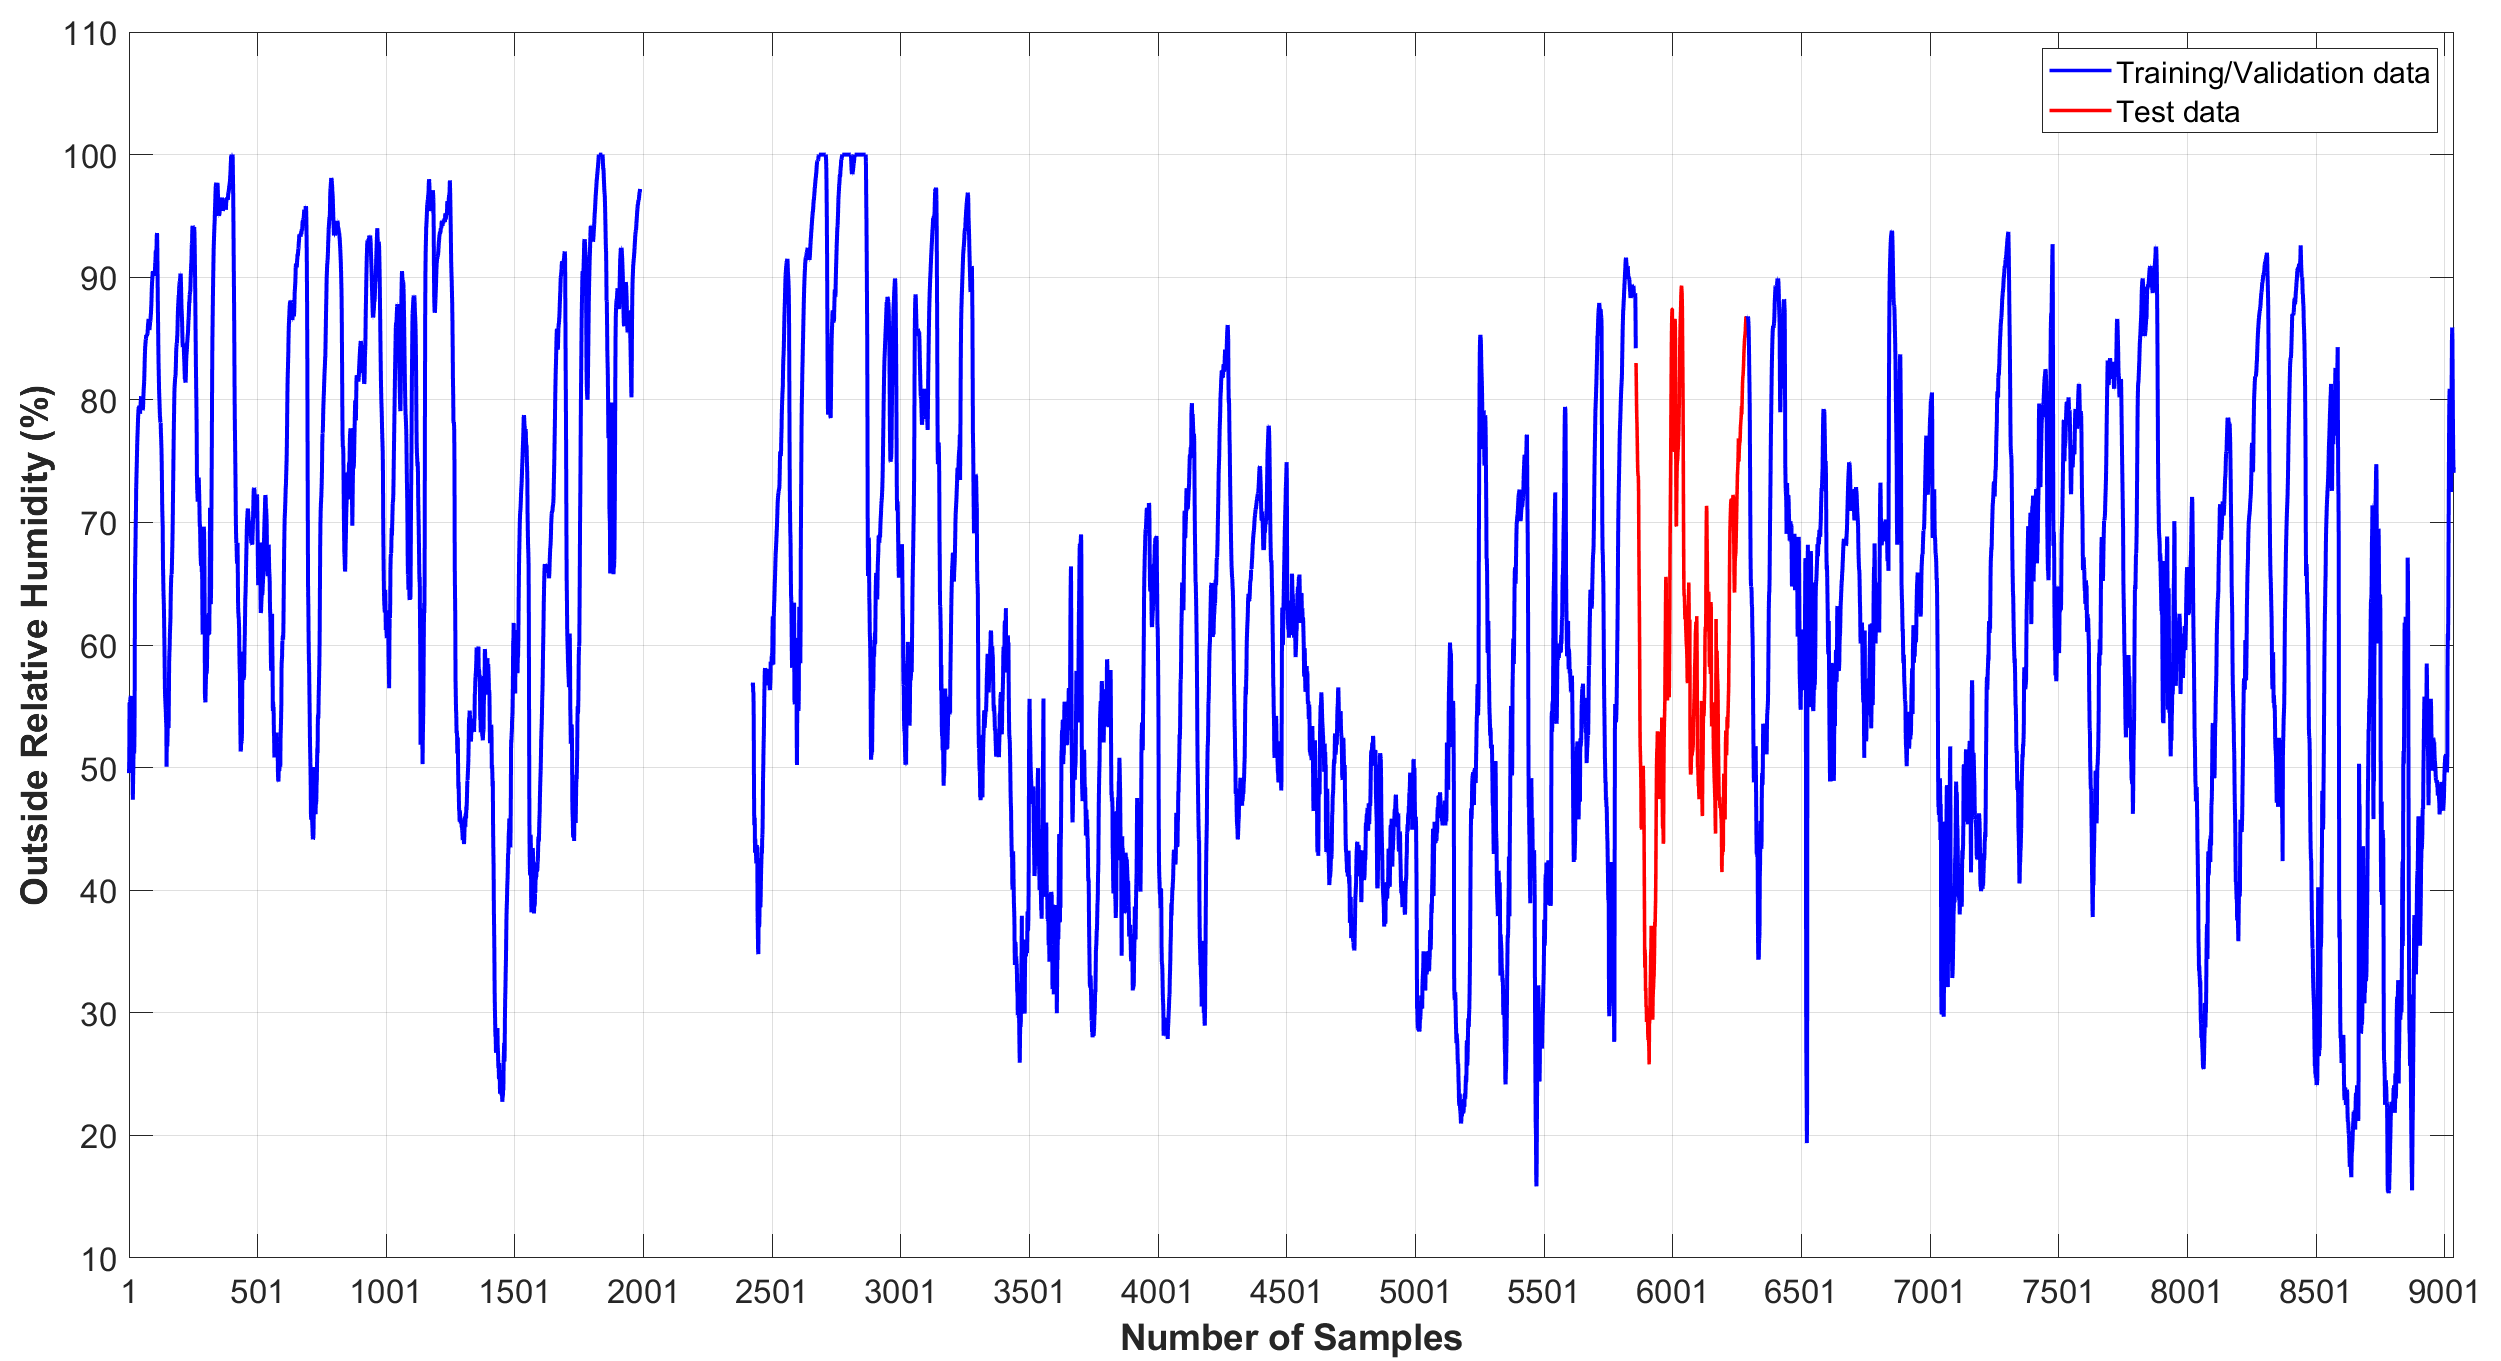 110
100
90
80
70
60
50
40
30
20
10
Outside Relative Humidity (%)
Training/Validation data
Test data
1 501 1001 1501 2001 2501 3001 3501 4001 4501 5001 5501 6001 6501 7001 7501 8001 8501 9001
Number of Samples